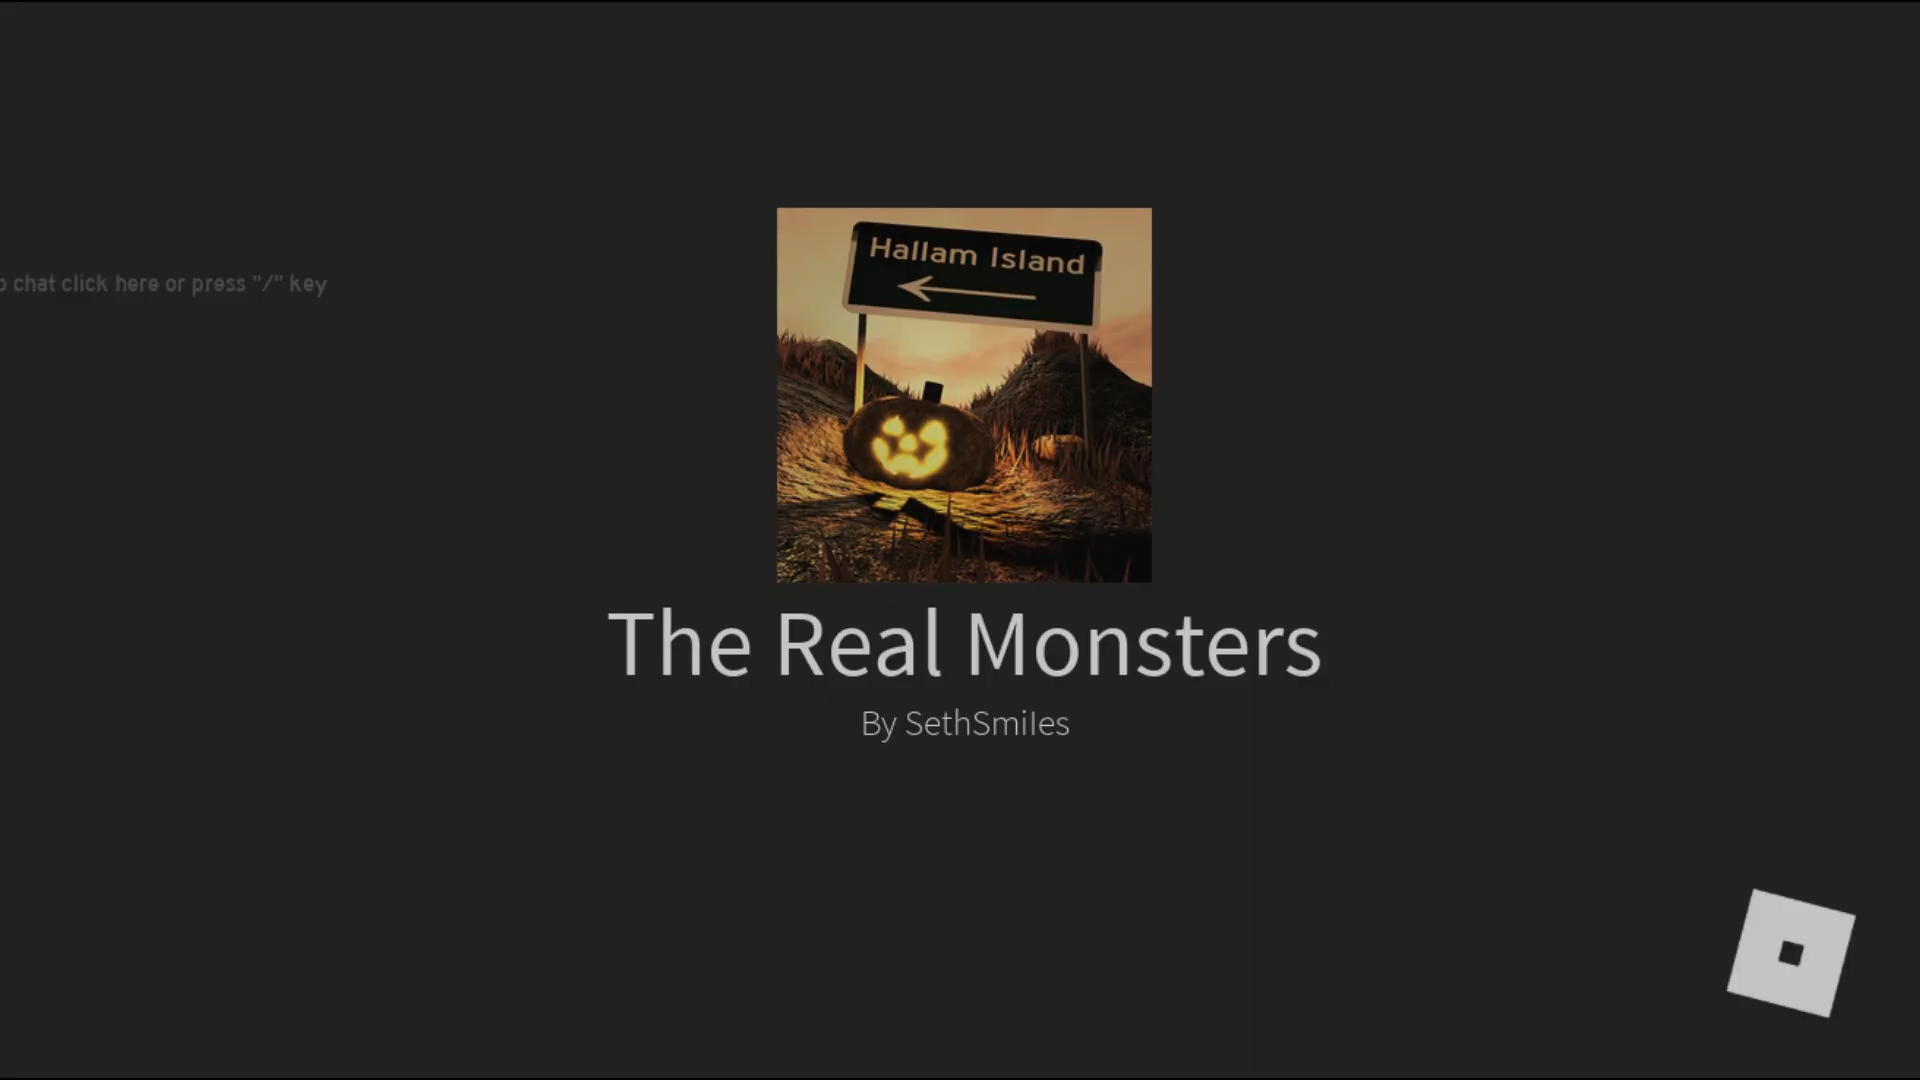 Hallam Island
chat click here or press "/" key
The Real Monsters
By SethSmiles